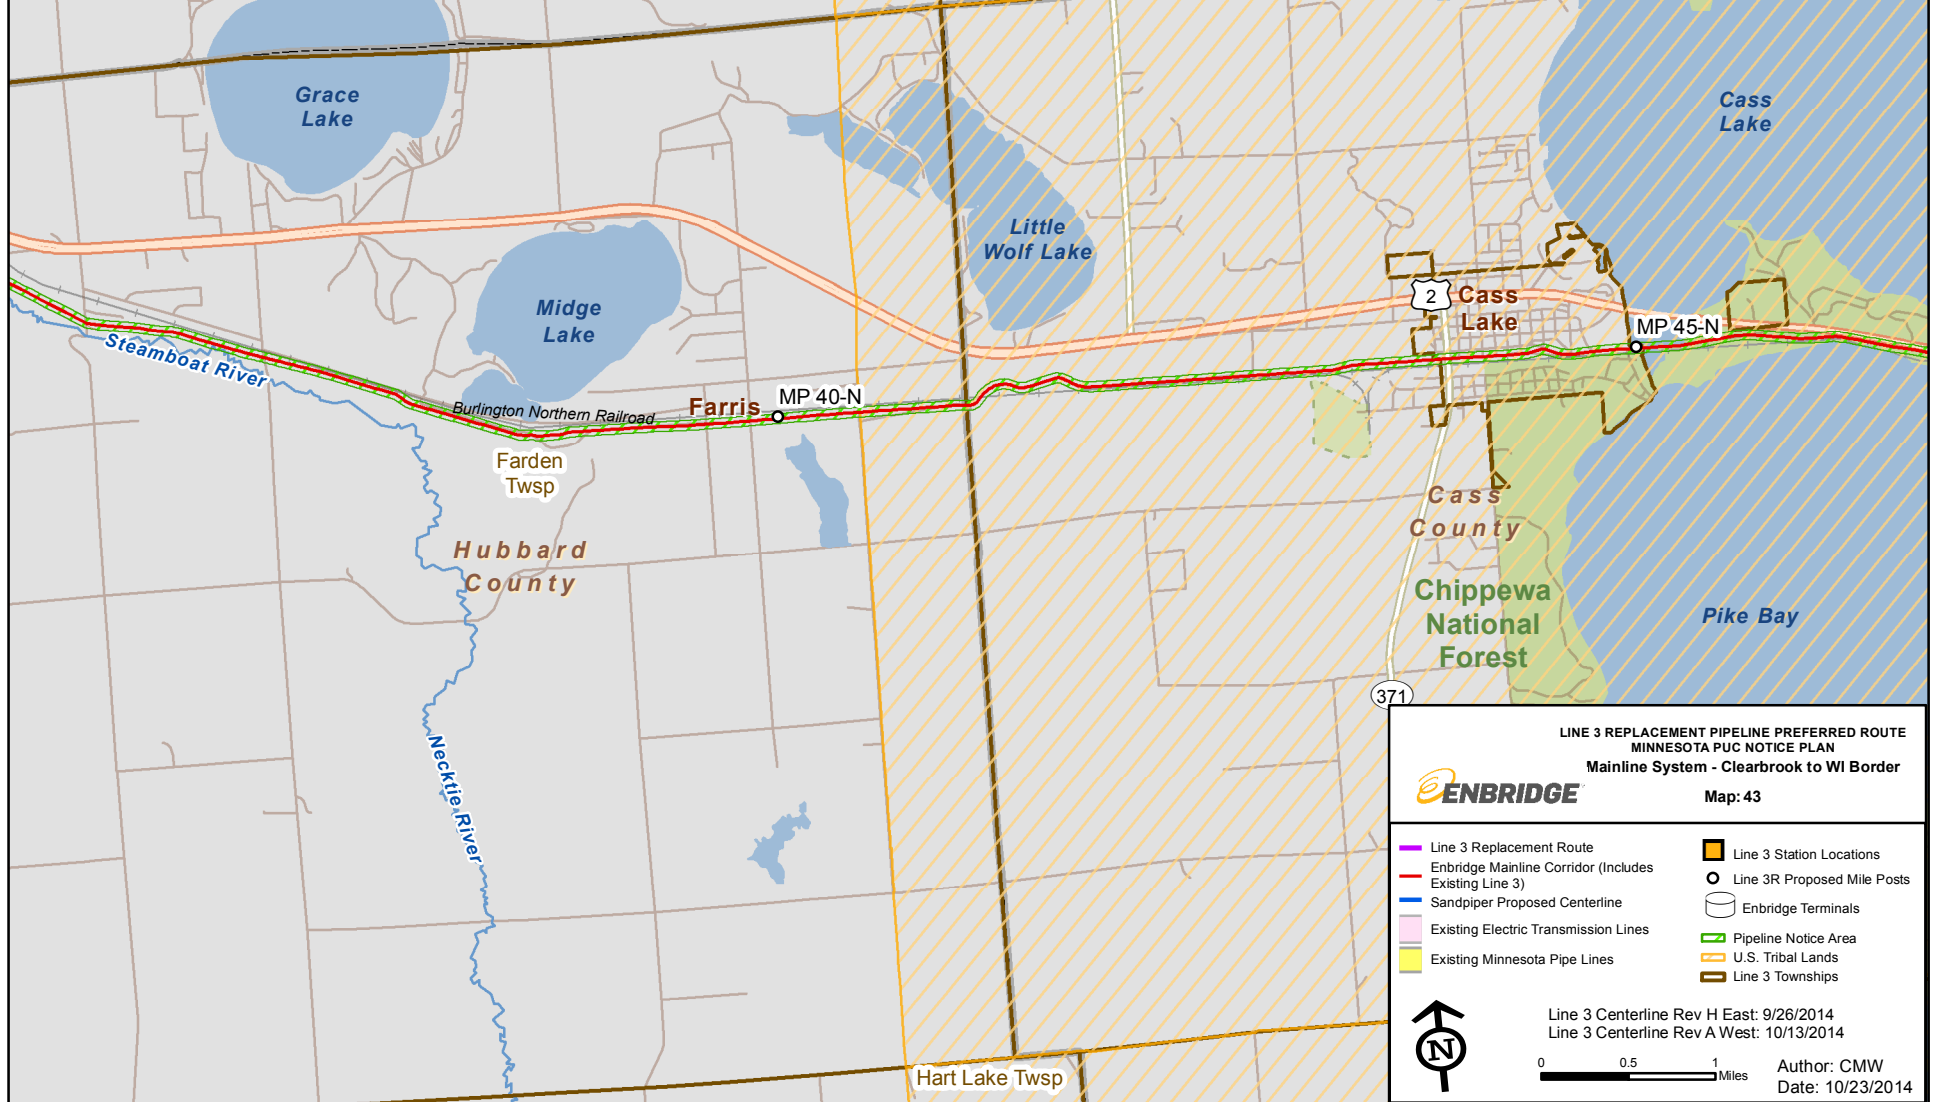 Grace
Lake
Cass
Lake
Little
Wolf Lake
Midge
Lake
2
Cass
Lake
MP 45-N
Steamboat River
Burlington Northern Railroad
Farris
MP 40-N
Farden
Twsp
Cass
County
Hubbard
County
Chippewa
National
Forest
Pike Bay
371
Necktie River
Hart Lake Twsp
LINE 3 REPLACEMENT PIPELINE PREFERRED ROUTE
MINNESOTA PUC NOTICE PLAN
Mainline System - Clearbrook to WI Border
ENBRIDGE
Map: 43
Line 3 Replacement Route
Enbridge Mainline Corridor (Includes
Existing Line 3)
Sandpiper Proposed Centerline
Existing Electric Transmission Lines
Existing Minnesota Pipe Lines
Line 3 Station Locations
Line 3R Proposed Mile Posts
Enbridge Terminals
Pipeline Notice Area
U.S. Tribal Lands
Line 3 Townships
N
Line 3 Centerline Rev H East: 9/26/2014
Line 3 Centerline Rev A West: 10/13/2014
0 0.5 1
Miles
Author: CMW
Date: 10/23/2014